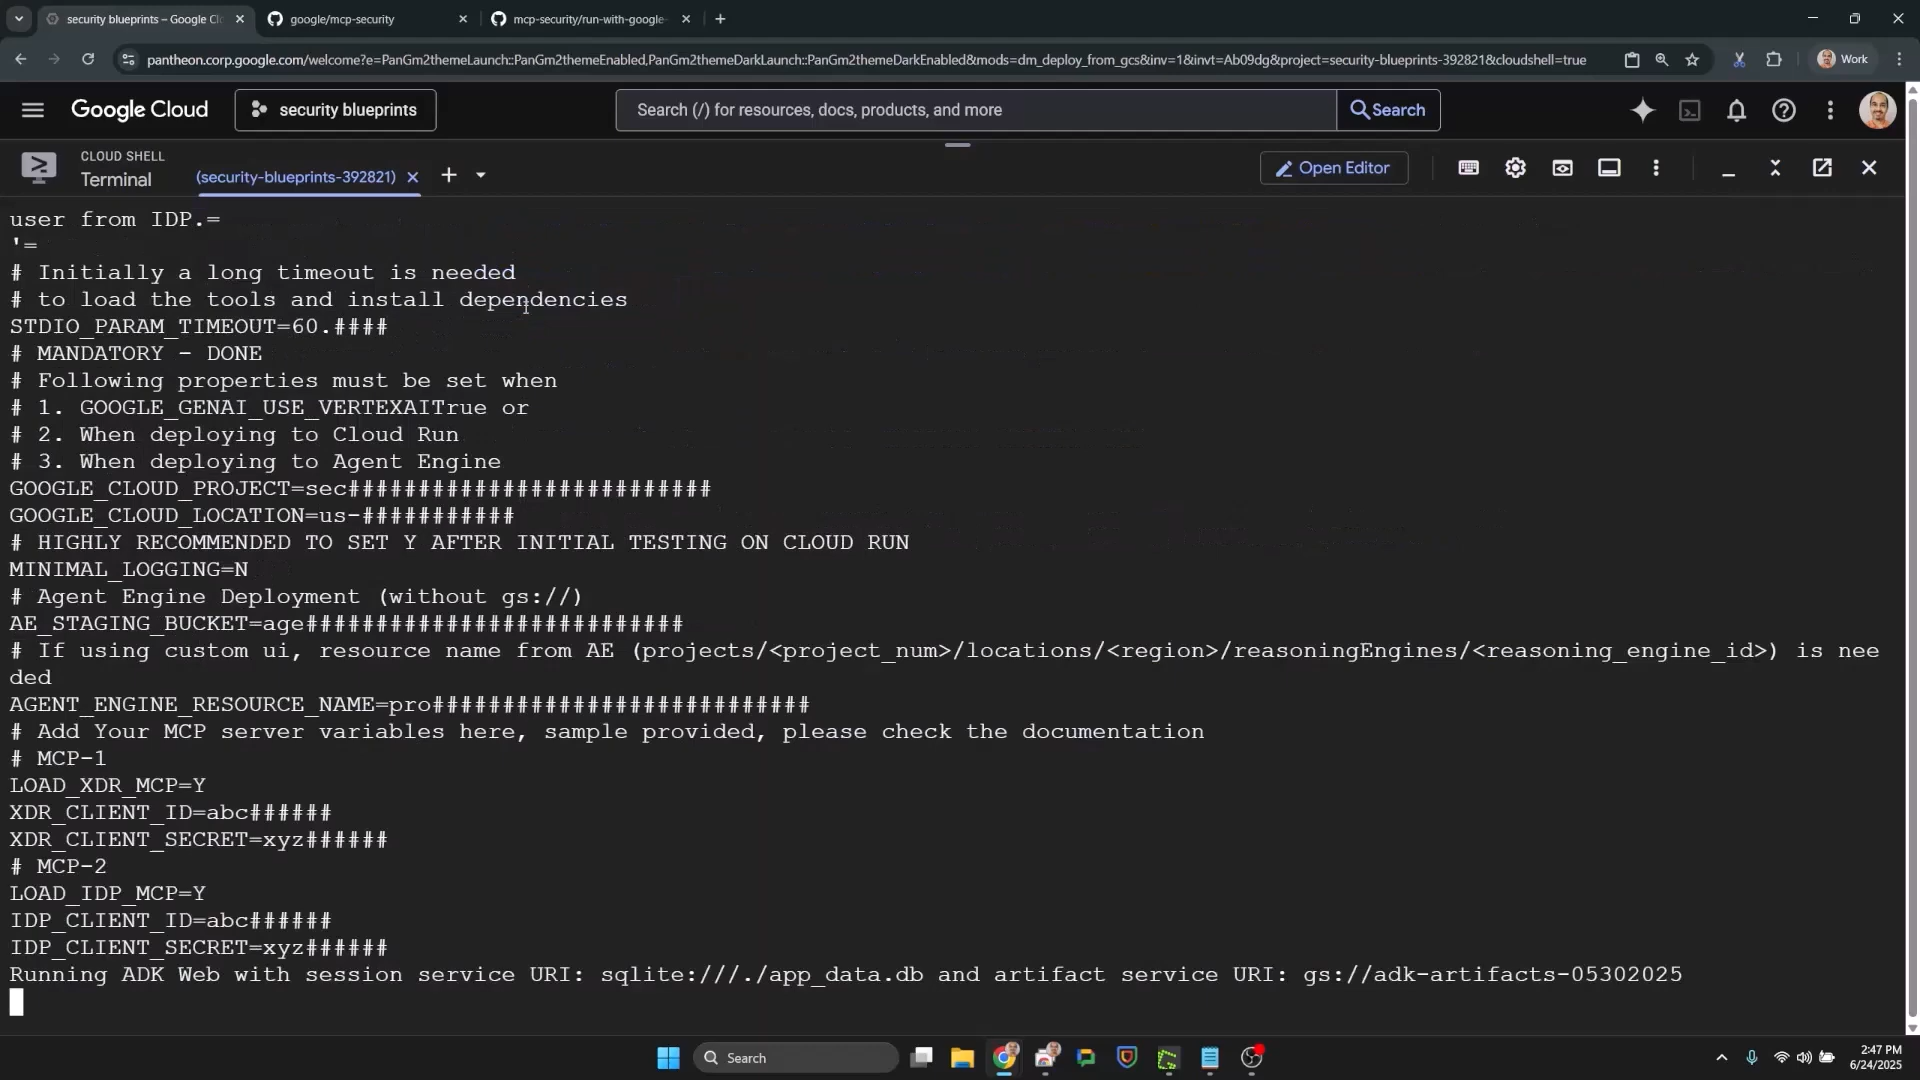 security blueprints – Google Cl
google/mcp-security
mcp-security/run-with-google-
pantheon.corp.google.com/welcome?e=PanGm2themeLaunch::PanGm2themeEnabled,PanGm2themeDarkLaunch::PanGm2themeDarkEnabled&mods=dm_deploy_from_gcs&inv=1&invt=Ab09dg&project=security-blueprints-392821&cloudshell=true
Work
Google Cloud
security blueprints
Search (/) for resources, docs, products, and more
Search
CLOUD SHELL
Terminal
(security-blueprints-392821)
Open Editor
user from IDP.=
'=
# Initially a long timeout is needed
# to load the tools and install dependencies
STDIO_PARAM_TIMEOUT=60.####
# MANDATORY - DONE
# Following properties must be set when
# 1. GOOGLE_GENAI_USE_VERTEXAITrue or
# 2. When deploying to Cloud Run
# 3. When deploying to Agent Engine
GOOGLE_CLOUD_PROJECT=sec##########################
GOOGLE_CLOUD_LOCATION=us-###########
# HIGHLY RECOMMENDED TO SET Y AFTER INITIAL TESTING ON CLOUD RUN
MINIMAL_LOGGING=N
# Agent Engine Deployment (without gs://)
AE_STAGING_BUCKET=age###########################
# If using custom ui, resource name from AE (projects/<project_num>/locations/<region>/reasoningEngines/<reasoning_engine_id>) is nee
ded
AGENT_ENGINE_RESOURCE_NAME=pro###########################
# Add Your MCP server variables here, sample provided, please check the documentation
# MCP-1
LOAD_XDR_MCP=Y
XDR_CLIENT_ID=abc######
XDR_CLIENT_SECRET=xyz######
# MCP-2
LOAD_IDP_MCP=Y
IDP_CLIENT_ID=abc######
IDP_CLIENT_SECRET=xyz######
Running ADK Web with session service URI: sqlite:///./app_data.db and artifact service URI: gs://adk-artifacts-05302025
Search
2:47 PM
6/24/2025